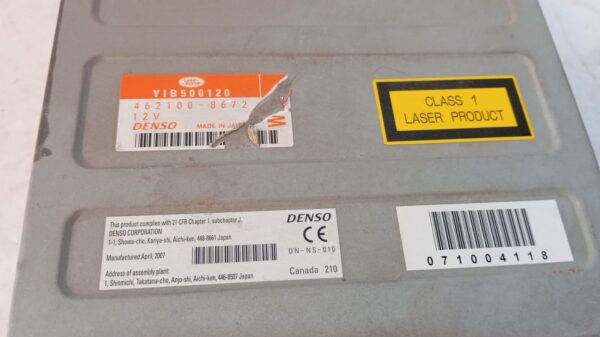 LAND ROVER
YIB500120
462100-8672
12V
DENSO MADE IN JA
W
CLASS 1
LASER PRODUCT
This product complies with 21 CFR Chapter 1, subchapter J.
DENSO CORPORATION
1-1, Showa-cho, Kariya-shi, Aichi-ken, 448-8661 Japan
Manufactured:April, 2007
Address of assembly plant:
1, Shinmichi, Takatana-cho, Anjo-shi, Aichi-ken, 446-8507 Japan
DENSO
CE
DN-NS-010
Canada 210
071004118